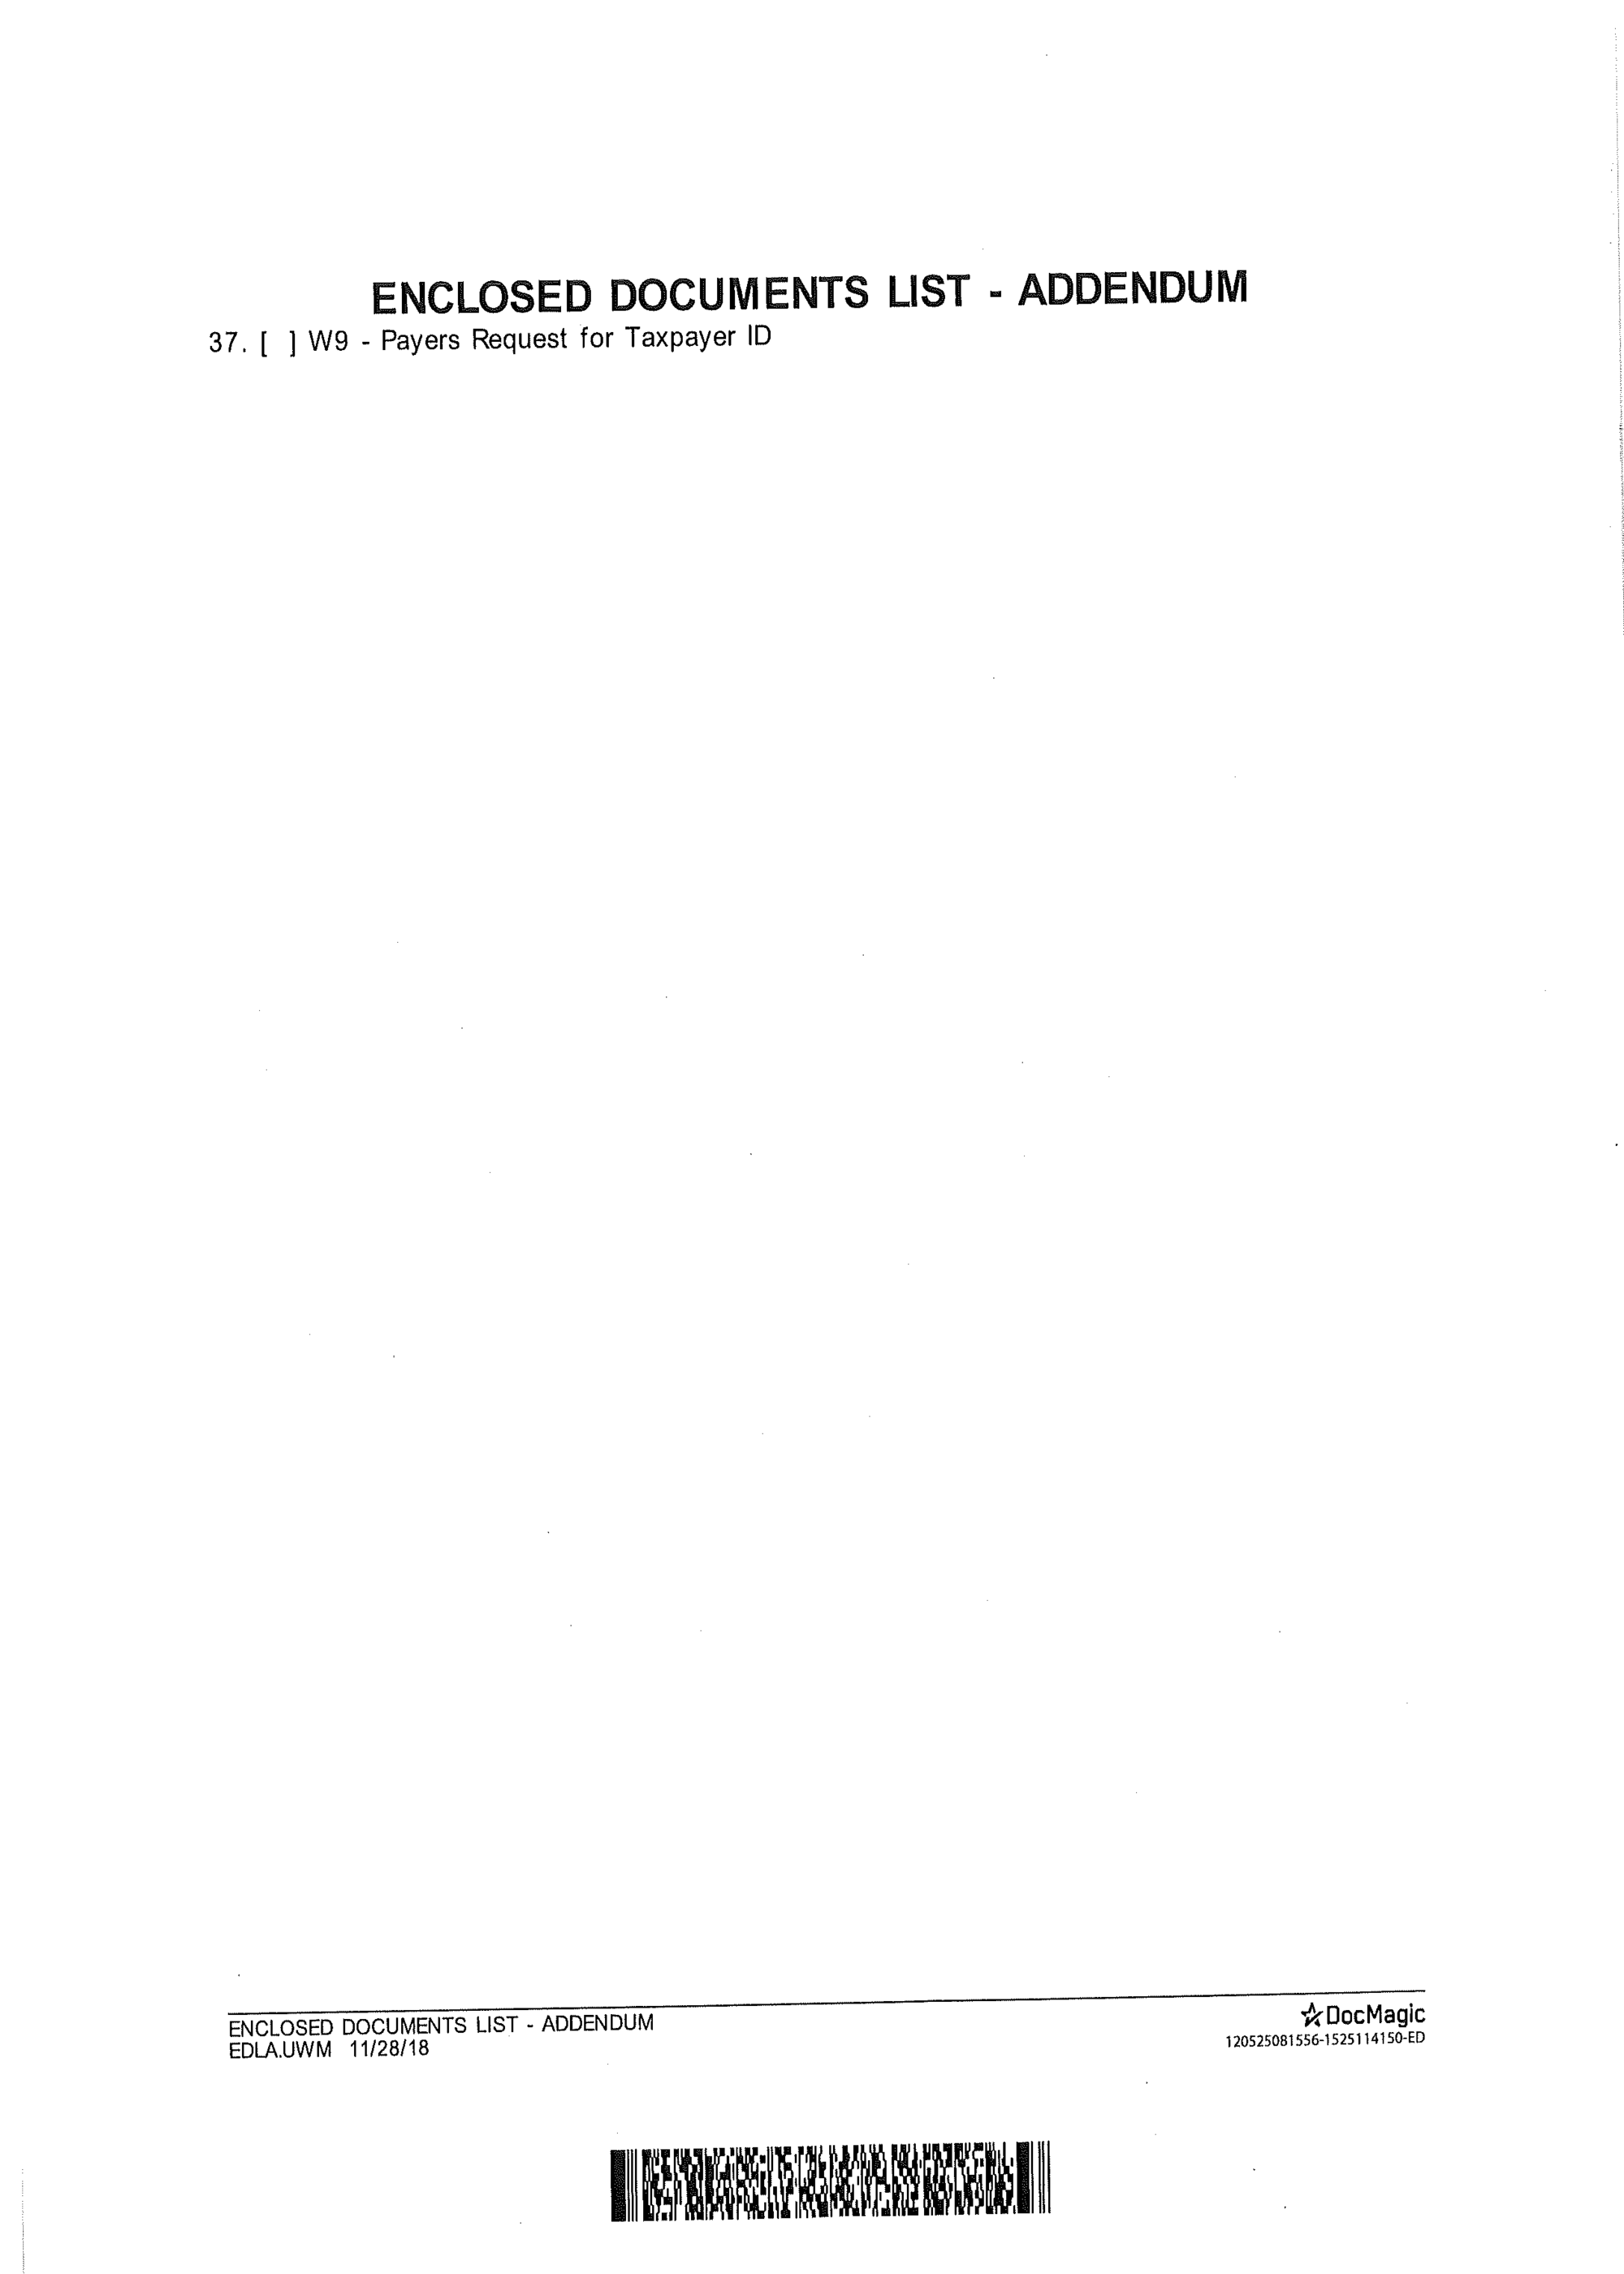 ENCLOSED DOCUMENTS LIST - ADDENDUM
37. [ ] W9 - Payers Request for Taxpayer ID
ENCLOSED DOCUMENTS LIST - ADDENDUM
EDLA.UWM 11/28/18
DocMagic
120525081556-1525114150-ED